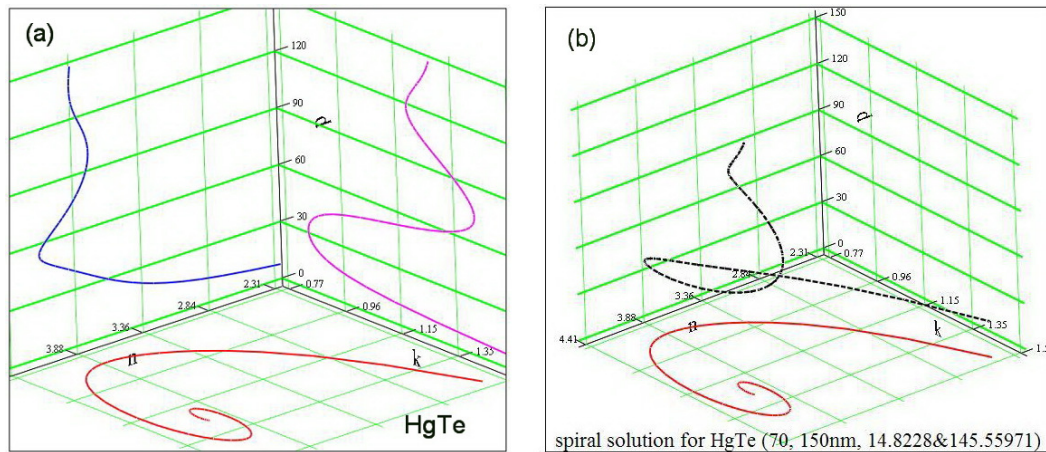 (a)
120
90
60
30
0
d
2.31
2.84
3.36
3.88
n
0.77
0.96
1.15
1.35
k
HgTe
(b)
150
120
90
60
30
0
d
2.31
2.84
3.36
3.88
4.41
n
0.77
0.96
1.15
1.35
1.5
k
spiral solution for HgTe (70, 150nm, 14.8228&145.55971)